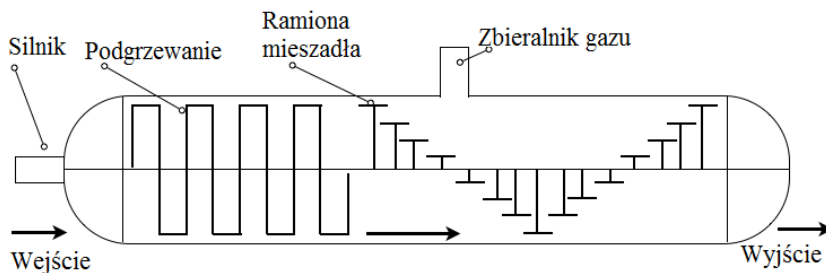 Silnik
Podgrzewanie
Ramiona
mieszadła
Zbieralnik gazu
Wejście
Wyjście